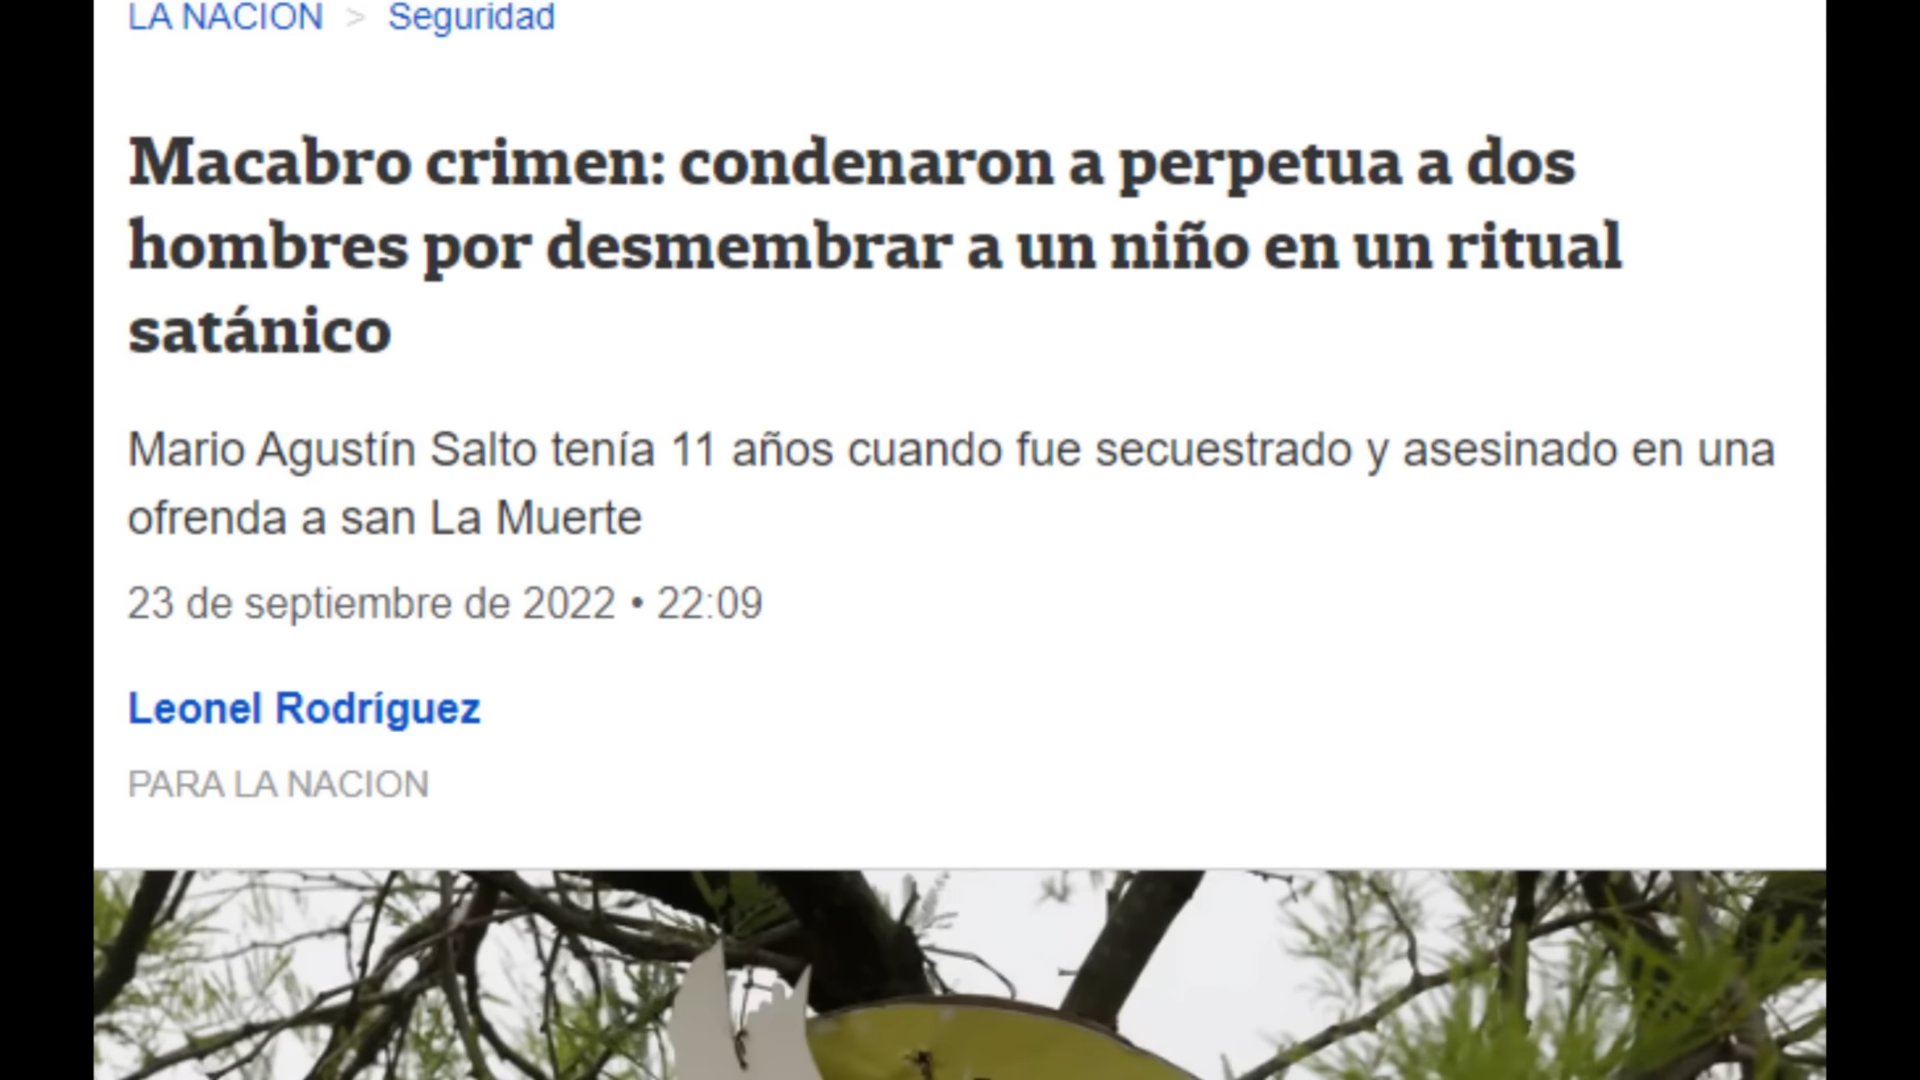 LA NACION > Seguridad
Macabro crimen: condenaron a perpetua a dos
hombres por desmembrar a un niño en un ritual
satánico
Mario Agustín Salto tenía 11 años cuando fue secuestrado y asesinado en una
ofrenda a san La Muerte
23 de septiembre de 2022 • 22:09
Leonel Rodríguez
PARA LA NACION